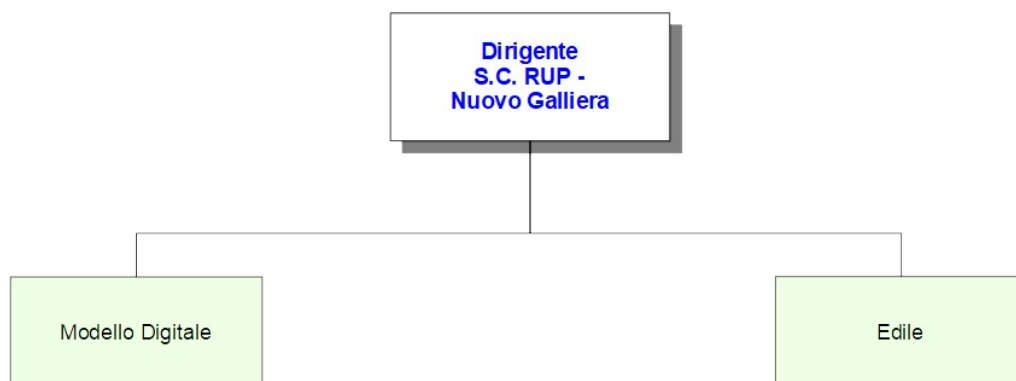 Dirigente
S.C. RUP -
Nuovo Galliera
Modello Digitale
Edile